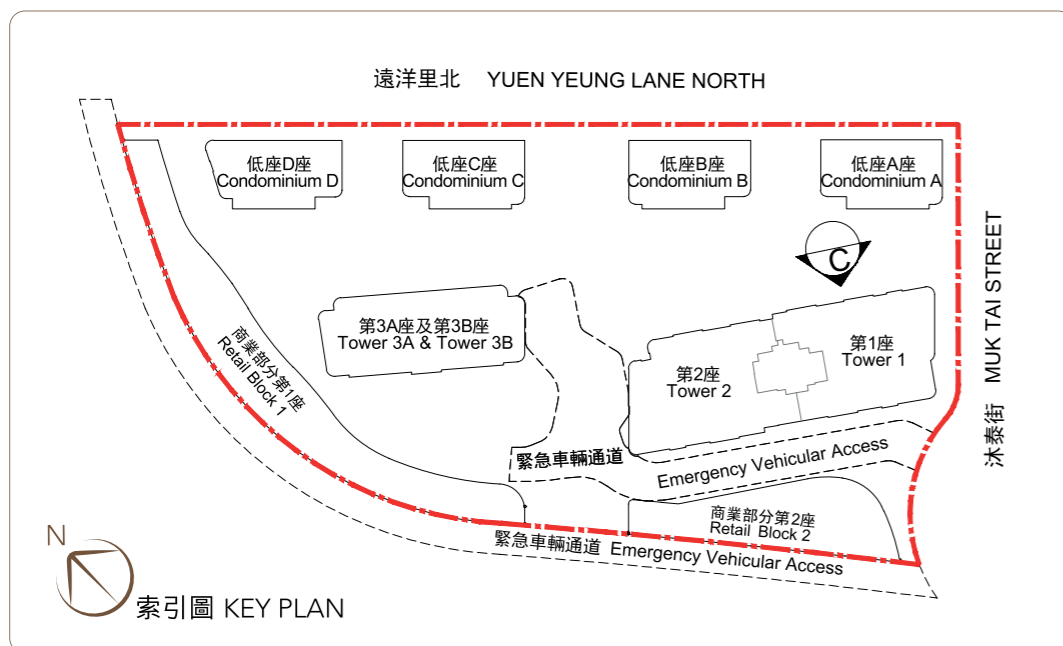 遠洋里北 YUEN YEUNG LANE NORTH
低座D座
Condominium D
低座C座
Condominium C
低座B座
Condominium B
低座A座
Condominium A
C
沐泰街 MUK TAI STREET
第3A座及第3B座
Tower 3A & Tower 3B
第1座
Tower 1
第2座
Tower 2
商業部分第1座
Retail Block 1
緊急車輛通道
Emergency Vehicular Access
商業部分第2座
Retail Block 2
緊急車輛通道 Emergency Vehicular Access
N
索引圖 KEY PLAN